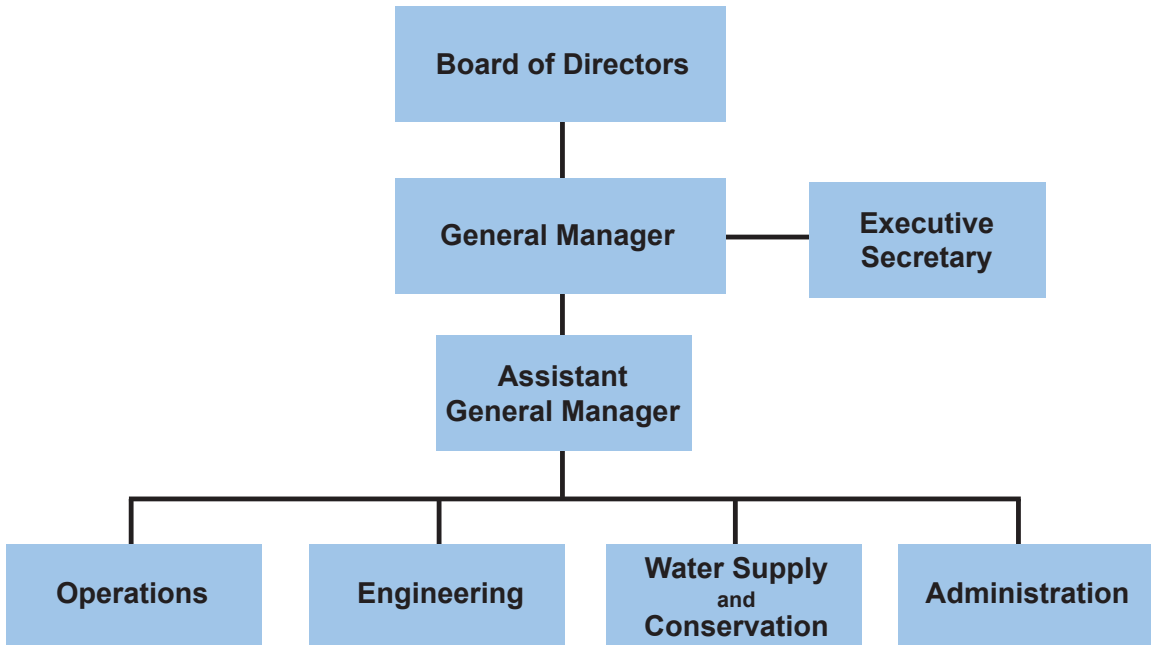 Board of Directors
General Manager
Executive
Secretary
Assistant
General Manager
Operations
Engineering
Water Supply
and
Conservation
Administration